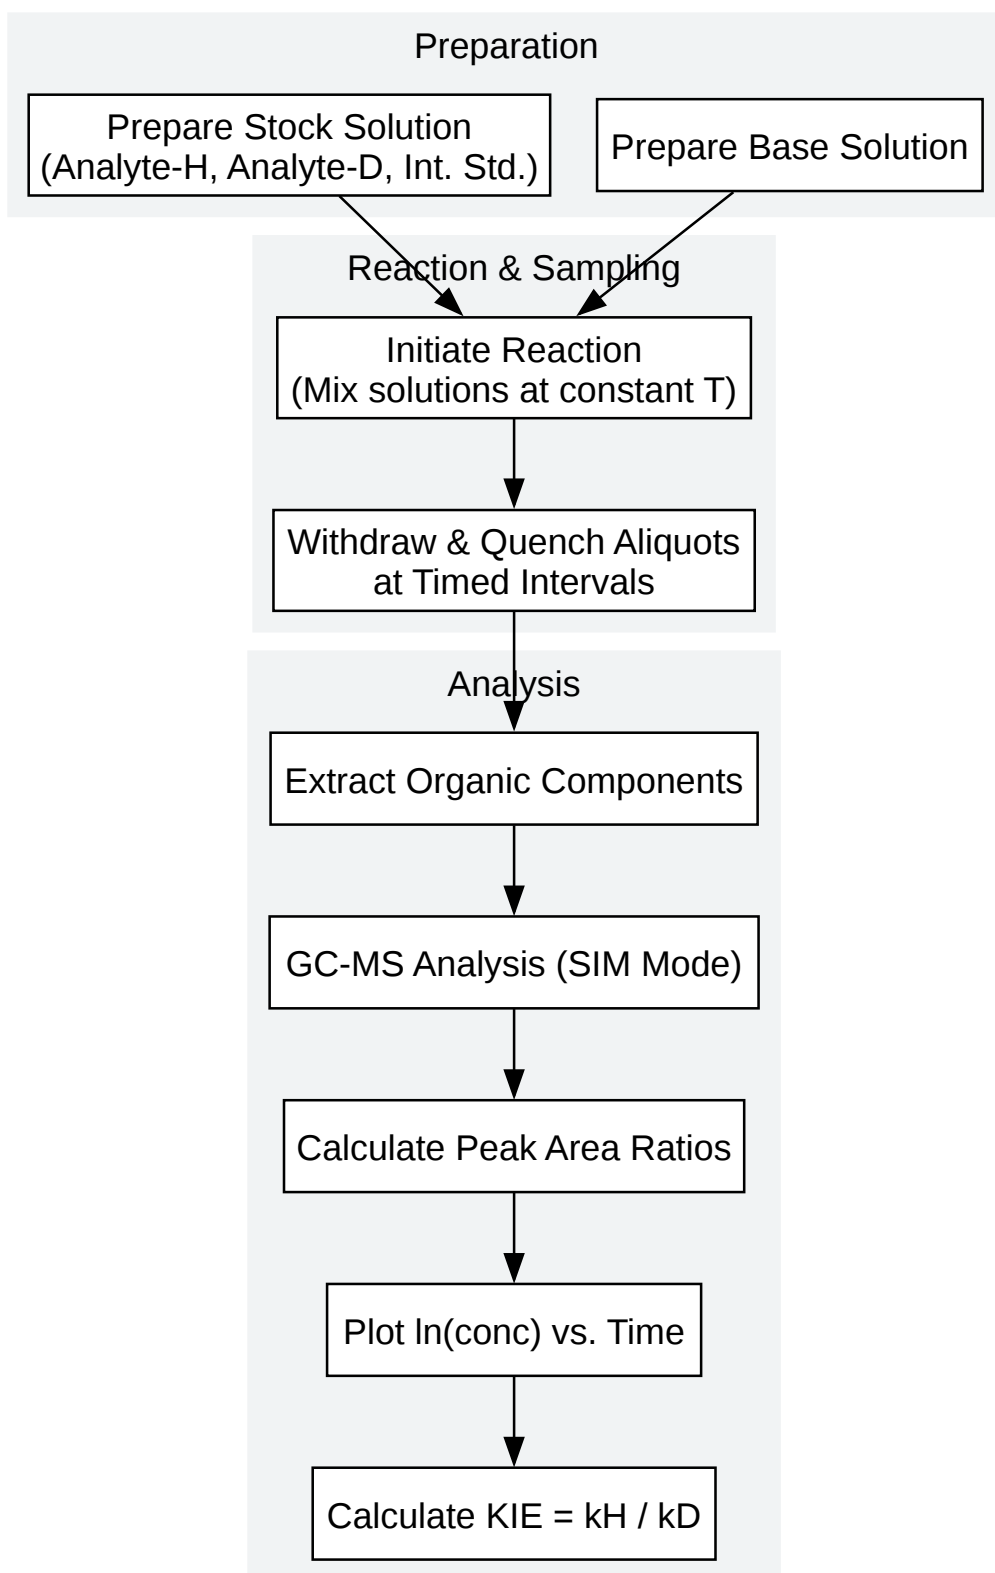 Preparation
Prepare Stock Solution
(Analyte-H, Analyte-D, Int. Std.)
Prepare Base Solution
Reaction & Sampling
Initiate Reaction
(Mix solutions at constant T)
Withdraw & Quench Aliquots
at Timed Intervals
Analysis
Extract Organic Components
GC-MS Analysis (SIM Mode)
Calculate Peak Area Ratios
Plot ln(conc) vs. Time
Calculate KIE = kH / kD